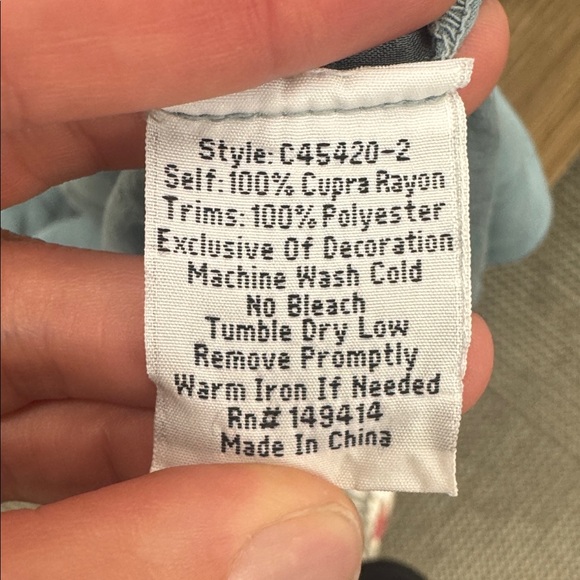 Style: C45420-2
Self: 100% Cupra Rayon
Trims: 100% Polyester
Exclusive Of Decoration
Machine Wash Cold
No Bleach
Tumble Dry Low
Remove Promptly
Warm Iron If Needed
Rn# 149414
Made In China